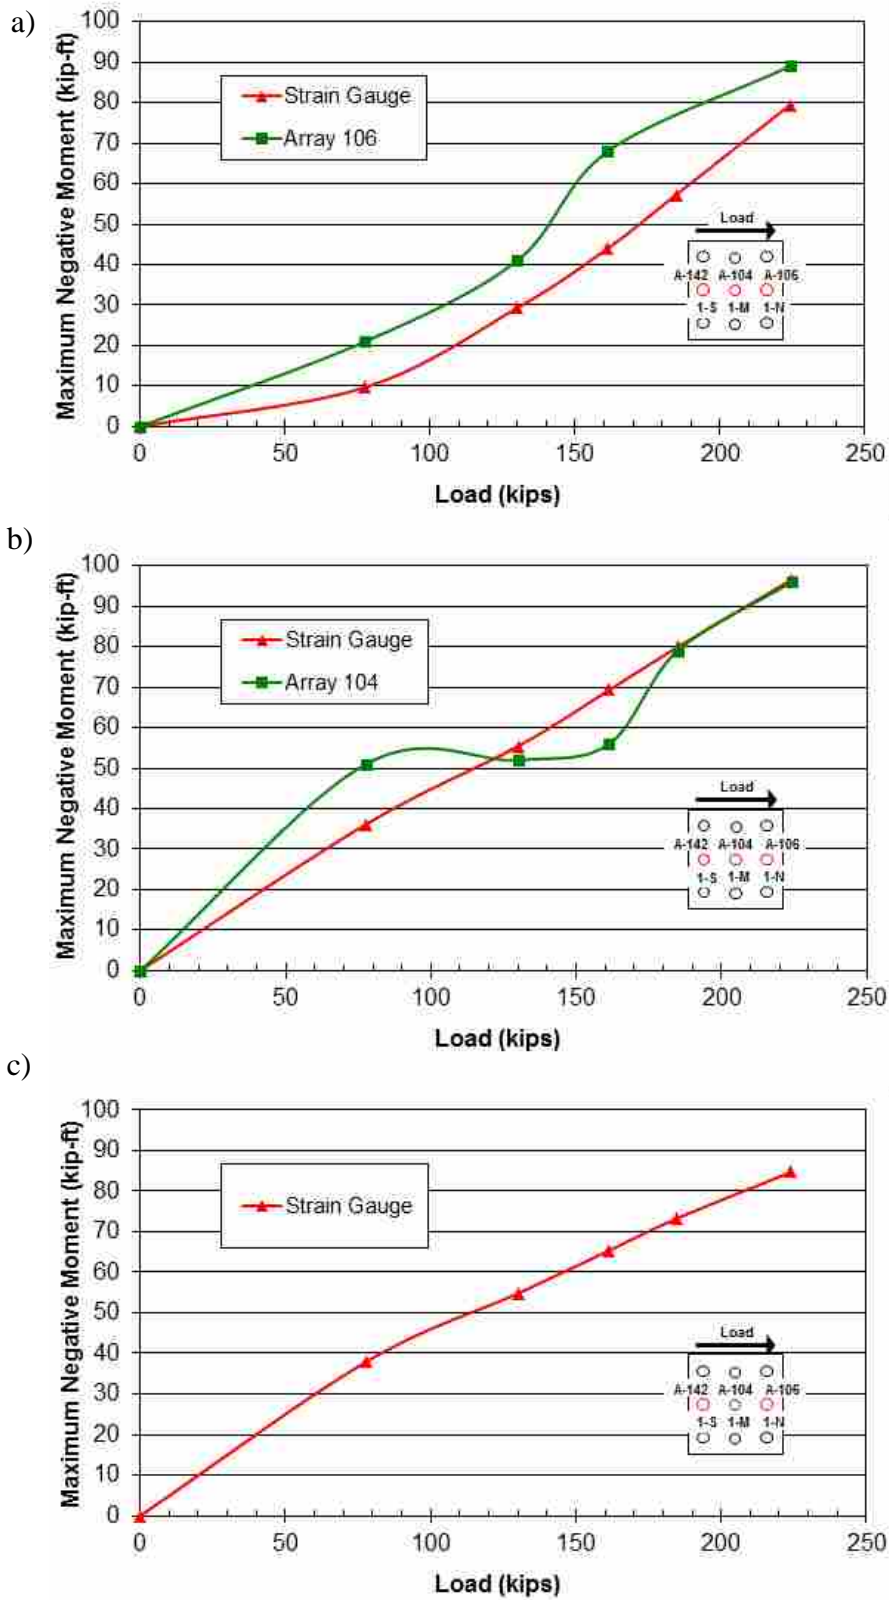 a)
Maximum Negative Moment (kip-ft)
100
90
80
70
60
50
40
30
20
10
0
Strain Gauge
Array 106
Load
A-142 A-104 A-106
1-S 1-M 1-N
0 50 100 150 200 250
Load (kips)
b)
Maximum Negative Moment (kip-ft)
100
90
80
70
60
50
40
30
20
10
0
Strain Gauge
Array 104
Load
A-142 A-104 A-106
1-S 1-M 1-N
0 50 100 150 200 250
Load (kips)
c)
Maximum Negative Moment (kip-ft)
100
90
80
70
60
50
40
30
20
10
0
Strain Gauge
Load
A-142 A-104 A-106
1-S 1-M 1-N
0 50 100 150 200 250
Load (kips)